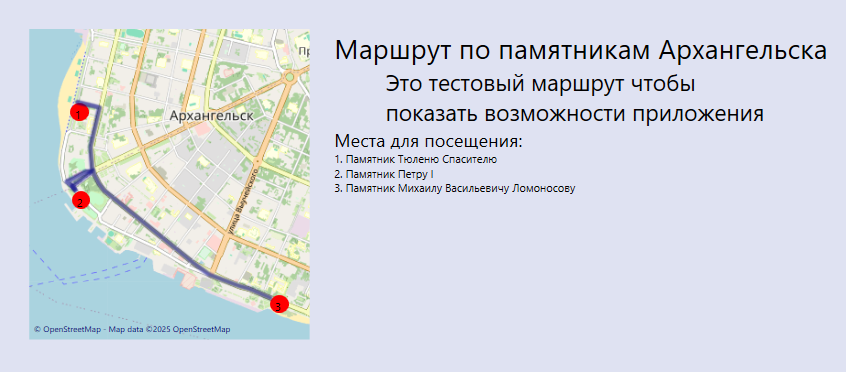 Маршрут по памятникам Архангельска
Это тестовый маршрут чтобы
показать возможности приложения
Места для посещения:
1. Памятник Тюленю Спасителю
2. Памятник Петру I
3. Памятник Михаилу Васильевичу Ломоносову
Пр
1
Архангельск
улица Выучейского
2
3
© OpenStreetMap - Map data ©2025 OpenStreetMap